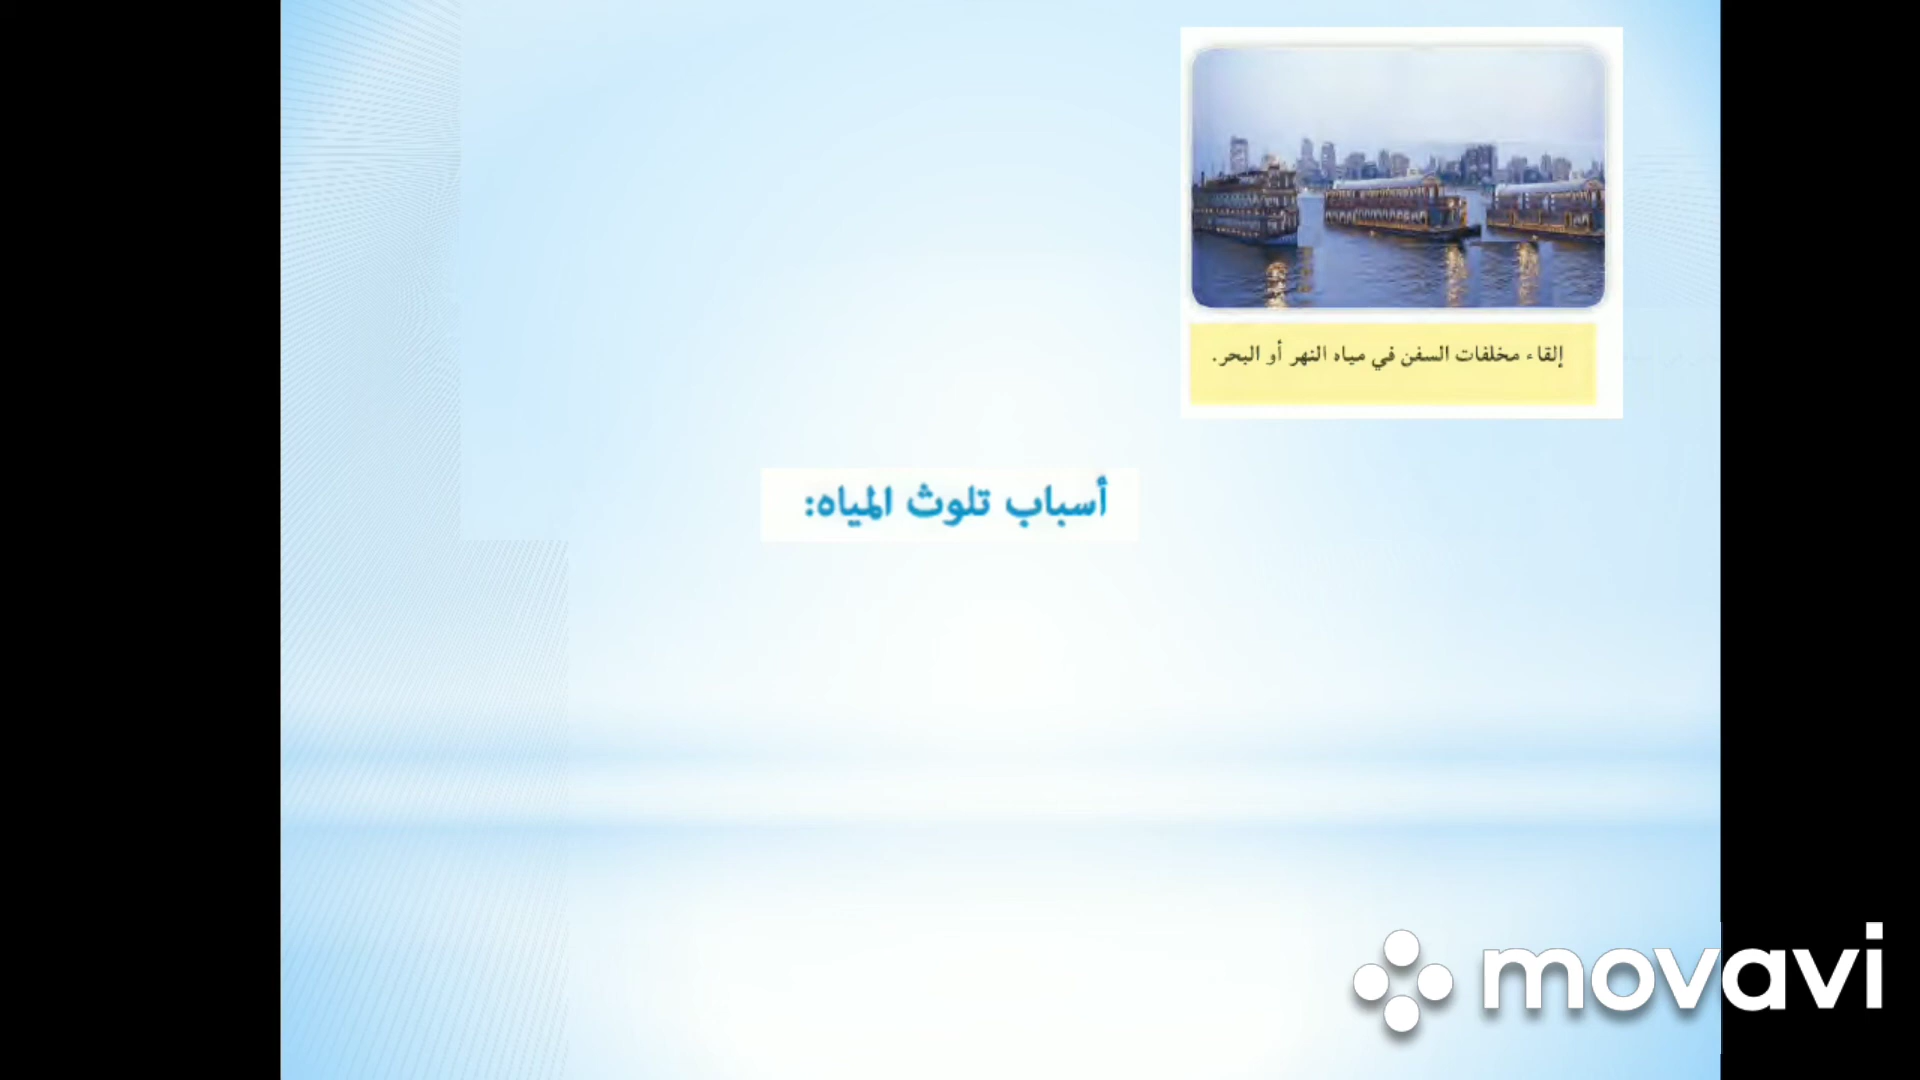 إلقاء مخلفات السفن في مياه النهر أو البحر.
أسباب تلوث المياه:
movavi